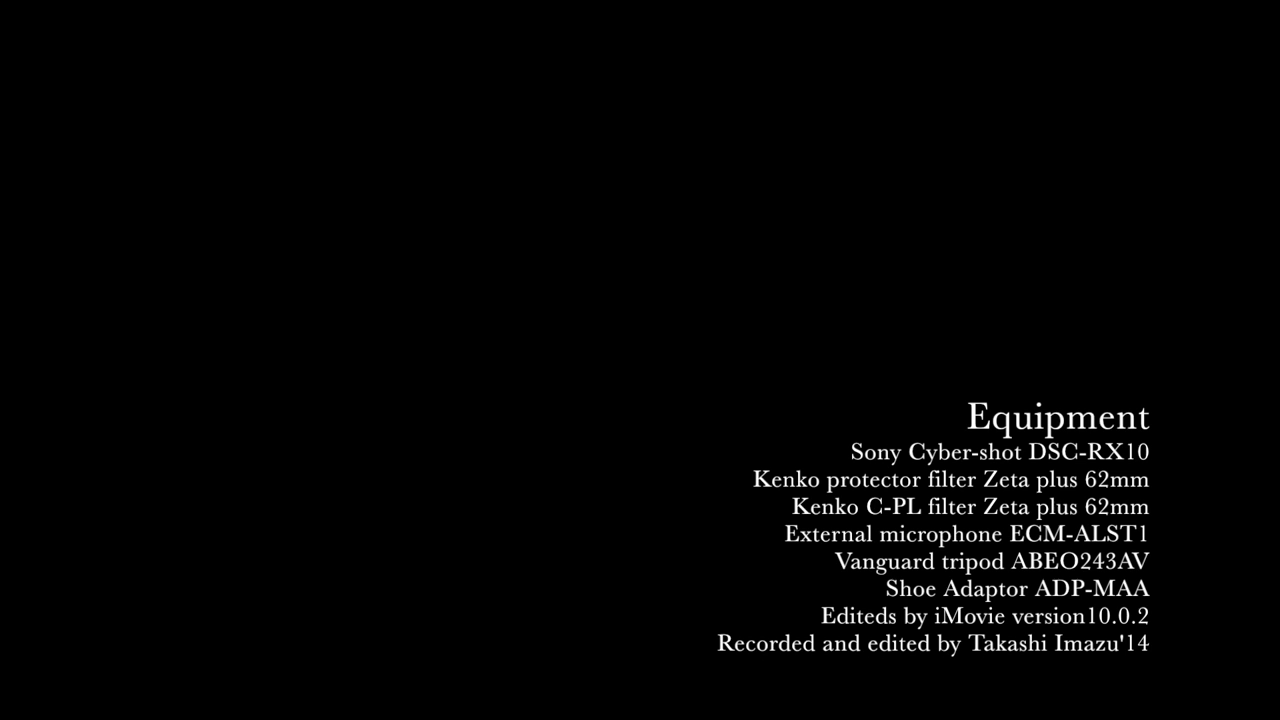 Equipment
Sony Cyber-shot DSC-RX10
Kenko protector filter Zeta plus 62mm
Kenko C-PL filter Zeta plus 62mm
External microphone ECM-ALST1
Vanguard tripod ABEO243AV
Shoe Adaptor ADP-MAA
Editeds by iMovie version10.0.2
Recorded and edited by Takashi Imazu'14